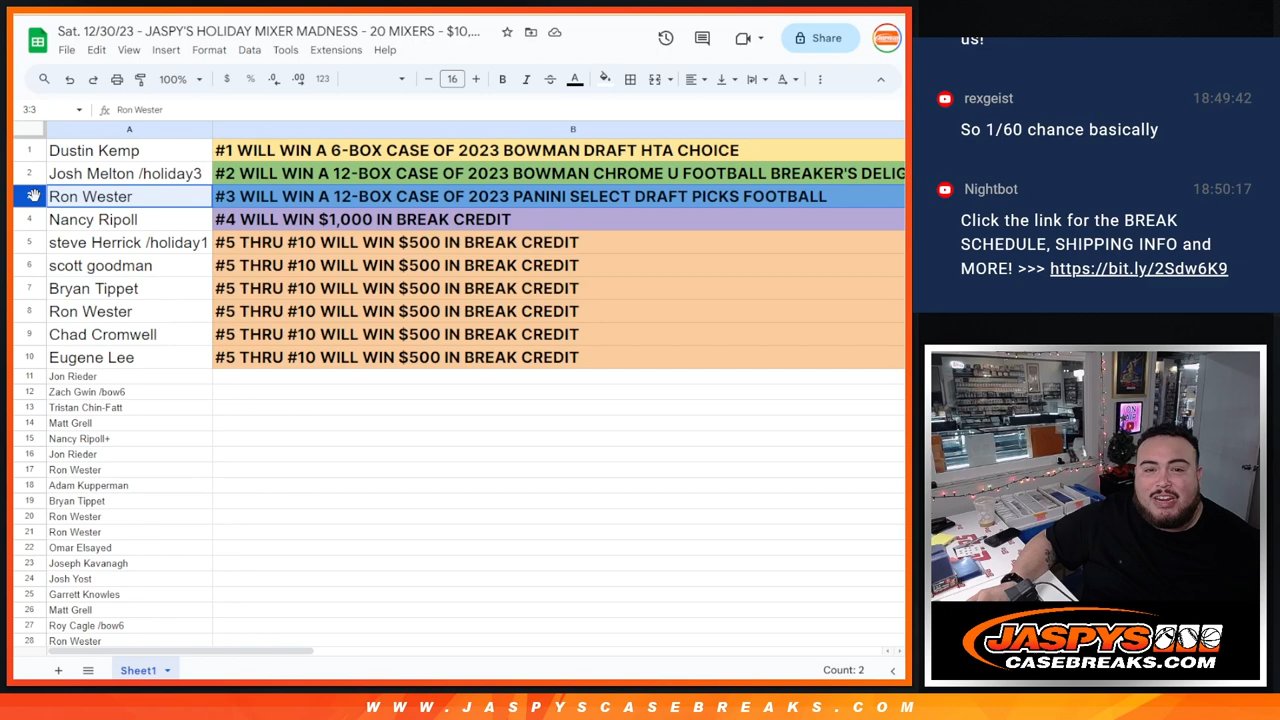 Sat. 12/30/23 - JASPY'S HOLIDAY MIXER MADNESS - 20 MIXERS - $10,...
File Edit View Insert Format Data Tools Extensions Help
Share
100% $ % .0 .00 123 16 B I A
3:3 fx Ron Wester
A B
1 Dustin Kemp #1 WILL WIN A 6-BOX CASE OF 2023 BOWMAN DRAFT HTA CHOICE
2 Josh Melton /holiday3 #2 WILL WIN A 12-BOX CASE OF 2023 BOWMAN CHROME U FOOTBALL BREAKER'S DELIG
Ron Wester #3 WILL WIN A 12-BOX CASE OF 2023 PANINI SELECT DRAFT PICKS FOOTBALL
4 Nancy Ripoll #4 WILL WIN $1,000 IN BREAK CREDIT
5 steve Herrick /holiday1 #5 THRU #10 WILL WIN $500 IN BREAK CREDIT
6 scott goodman #5 THRU #10 WILL WIN $500 IN BREAK CREDIT
7 Bryan Tippet #5 THRU #10 WILL WIN $500 IN BREAK CREDIT
8 Ron Wester #5 THRU #10 WILL WIN $500 IN BREAK CREDIT
9 Chad Cromwell #5 THRU #10 WILL WIN $500 IN BREAK CREDIT
10 Eugene Lee #5 THRU #10 WILL WIN $500 IN BREAK CREDIT
11 Jon Rieder
12 Zach Gwin /bow6
13 Tristan Chin-Fatt
14 Matt Grell
15 Nancy Ripoll+
16 Jon Rieder
17 Ron Wester
18 Adam Kupperman
19 Bryan Tippet
20 Ron Wester
21 Ron Wester
22 Omar Elsayed
23 Joseph Kavanagh
24 Josh Yost
25 Garrett Knowles
26 Matt Grell
27 Roy Cagle /bow6
28 Ron Wester
Sheet1 Count: 2
us!
rexgeist 18:49:42
So 1/60 chance basically
Nightbot 18:50:17
Click the link for the BREAK
SCHEDULE, SHIPPING INFO and
MORE! >>> https://bit.ly/2Sdw6K9
ON
JASPYS
CASEBREAKS.COM
WWW.JASPYSCASEBREAKS.COM